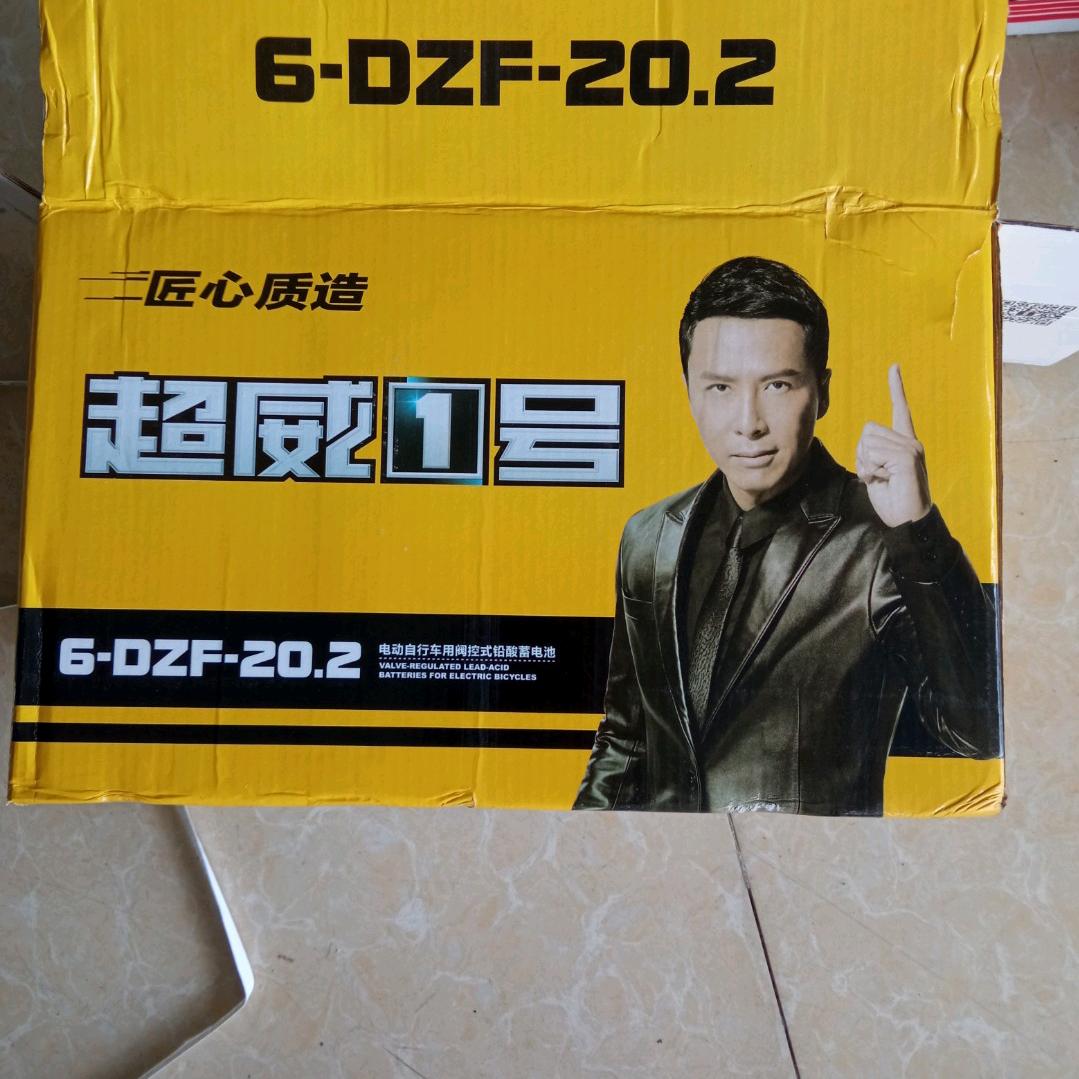 6-DZF-20.2
匠心质造
超威1号
6-DZF-20.2
电动自行车用阀控式铅酸蓄电池
VALVE-REGULATED LEAD-ACID
BATTERIES FOR ELECTRIC BICYCLES